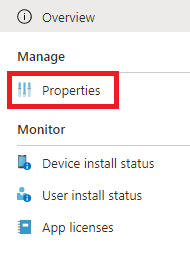 Overview
Manage
Properties
Monitor
Device install status
User install status
App licenses